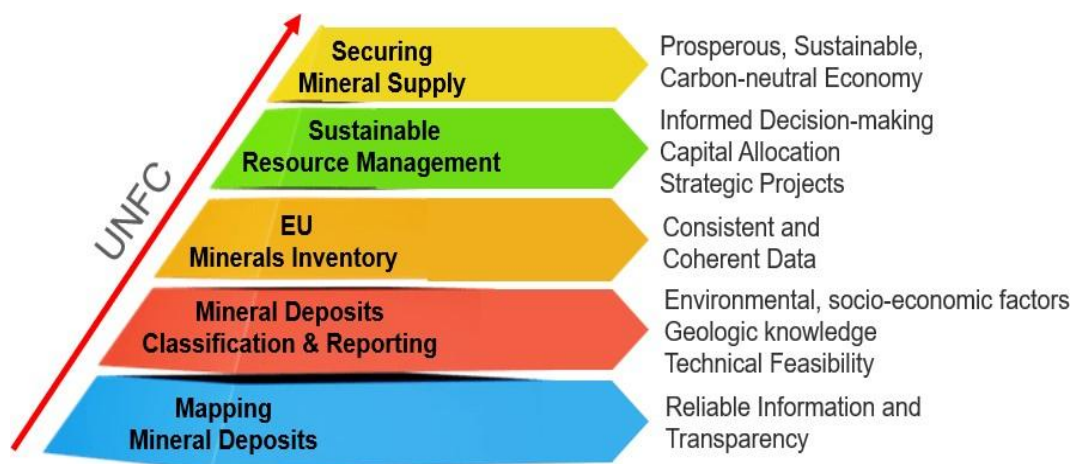 Securing
Mineral Supply
Prosperous, Sustainable,
Carbon-neutral Economy
Sustainable
Resource Management
Informed Decision-making
Capital Allocation
Strategic Projects
UNFC
EU
Minerals Inventory
Consistent and
Coherent Data
Mineral Deposits
Classification & Reporting
Environmental, socio-economic factors
Geologic knowledge
Technical Feasibility
Mapping
Mineral Deposits
Reliable Information and
Transparency